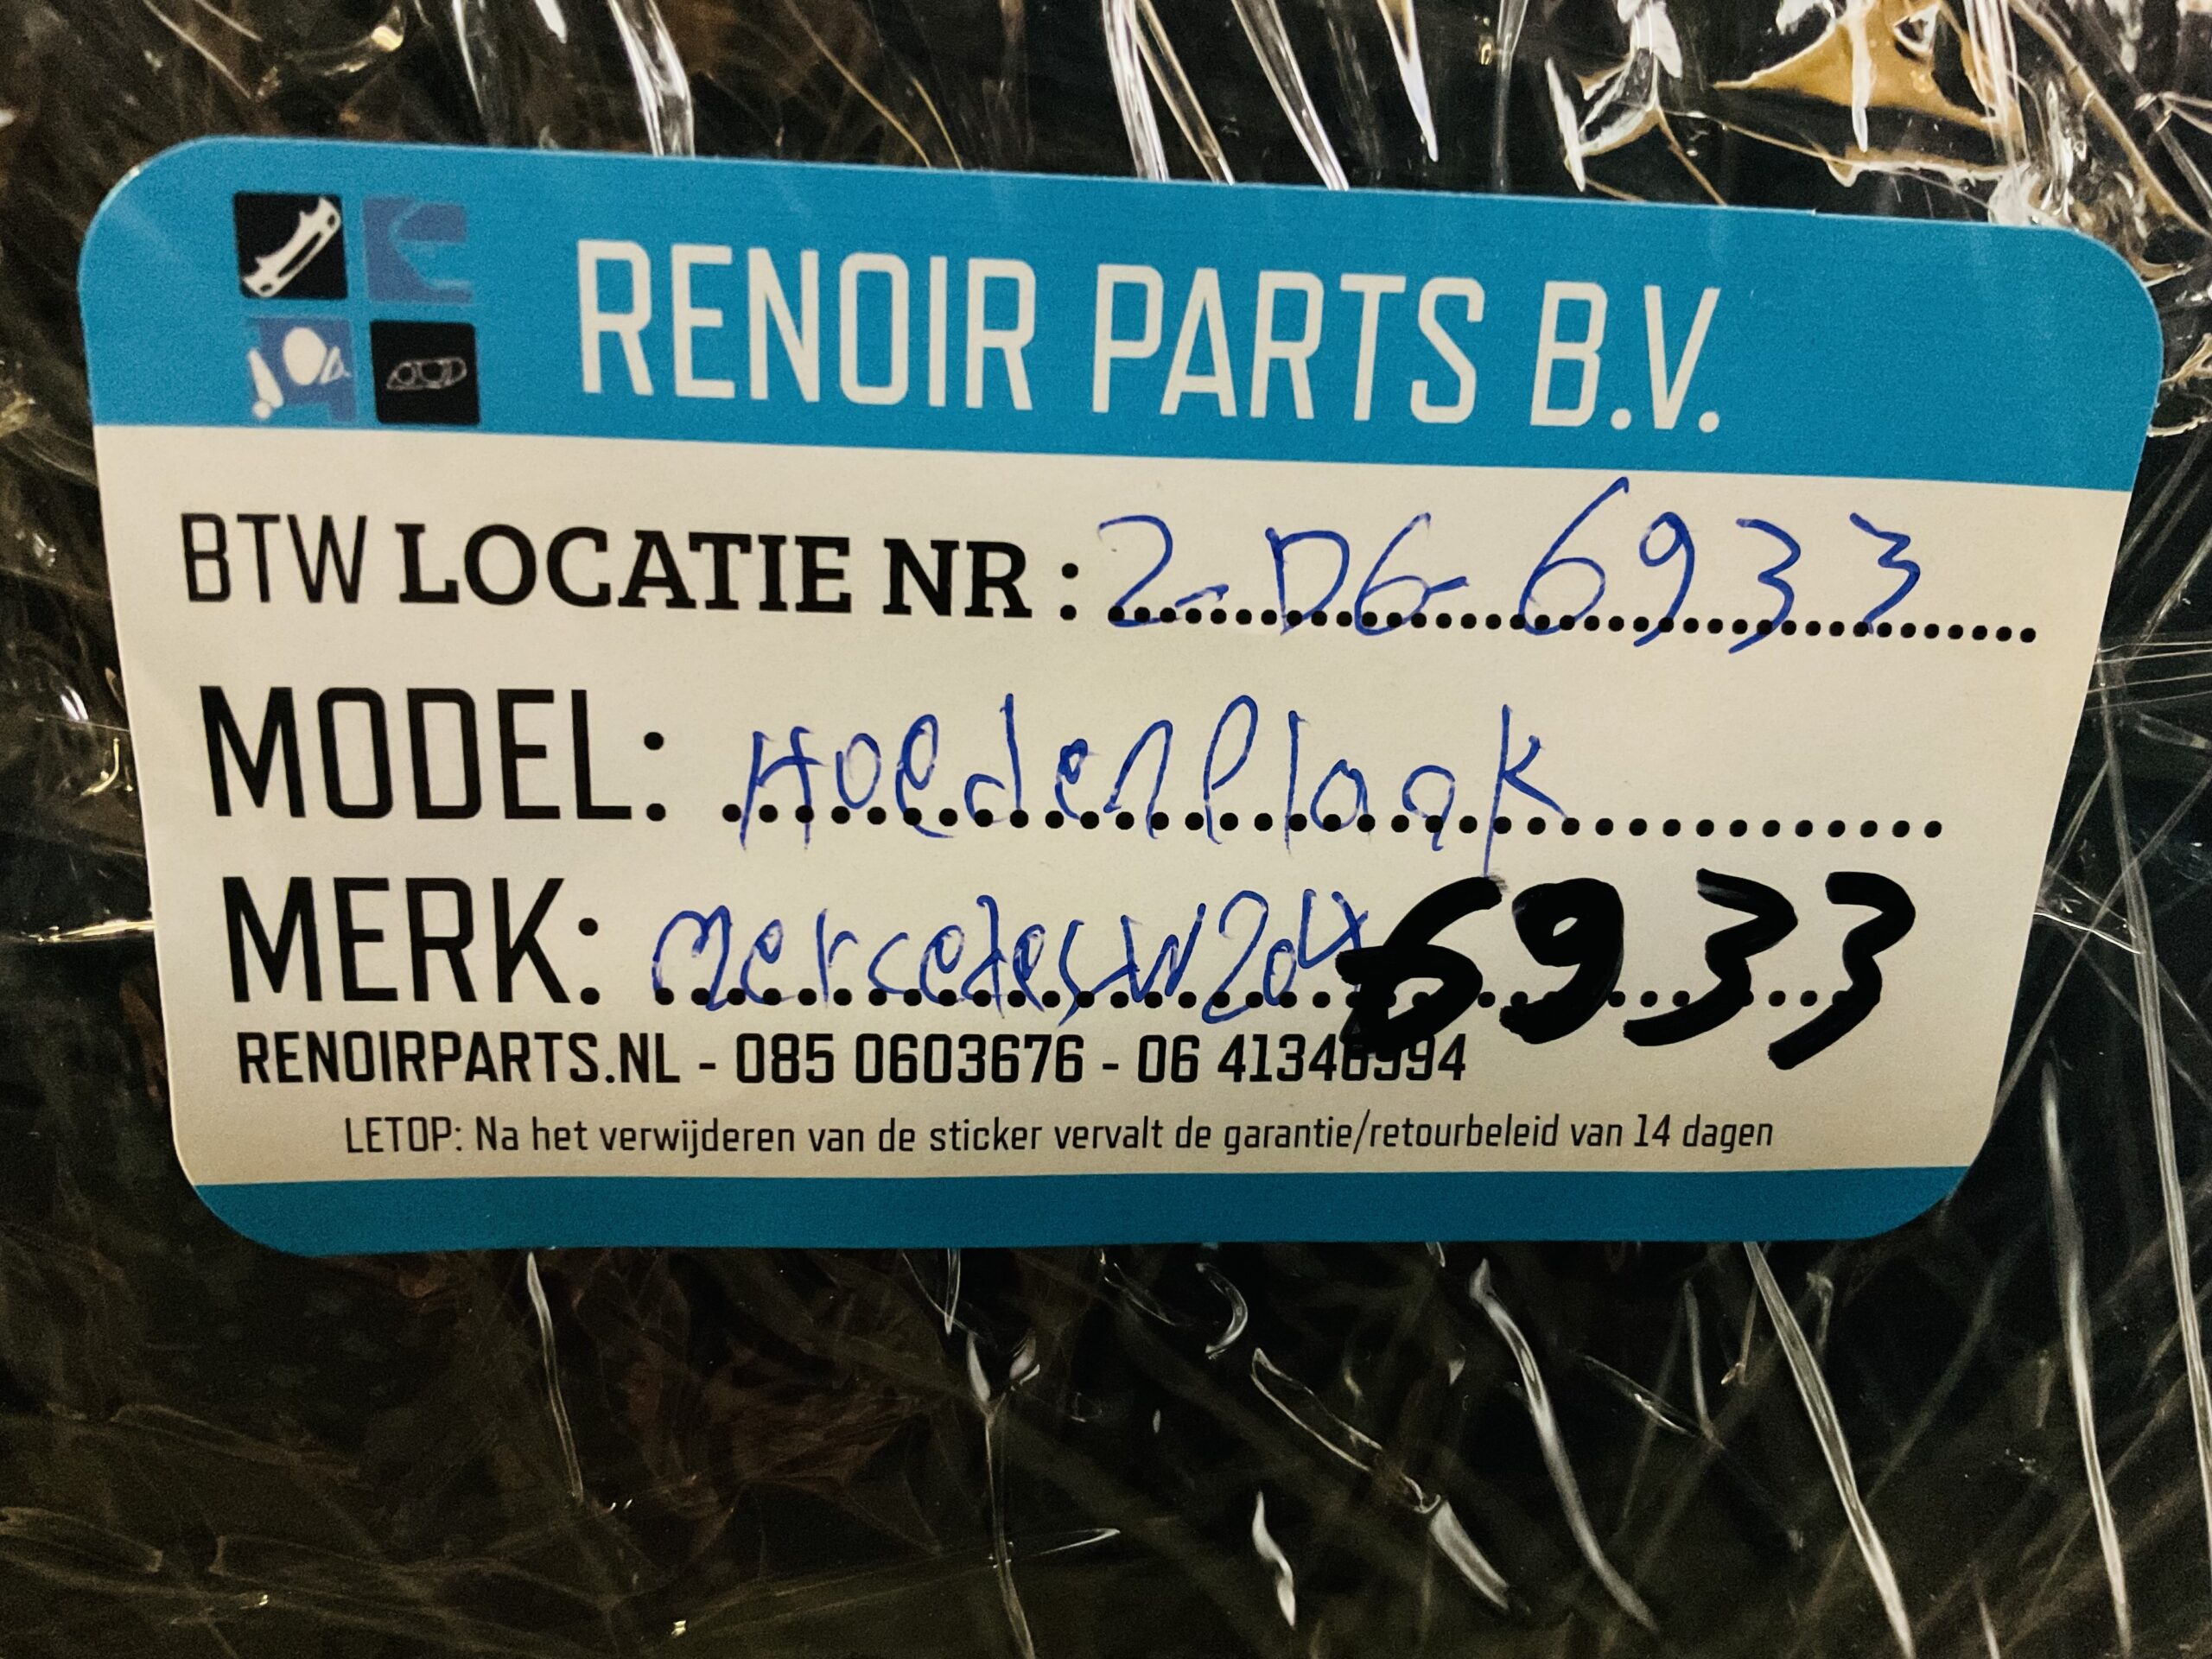 RENOIR PARTS B.V.
BTW LOCATIE NR : 2-D6-6933
MODEL: Hoedenplaak
MERK: mercedes W204 6933
RENOIRPARTS.NL - 085 0603676 - 06 41346994
LETOP: Na het verwijderen van de sticker vervalt de garantie/retourbeleid van 14 dagen